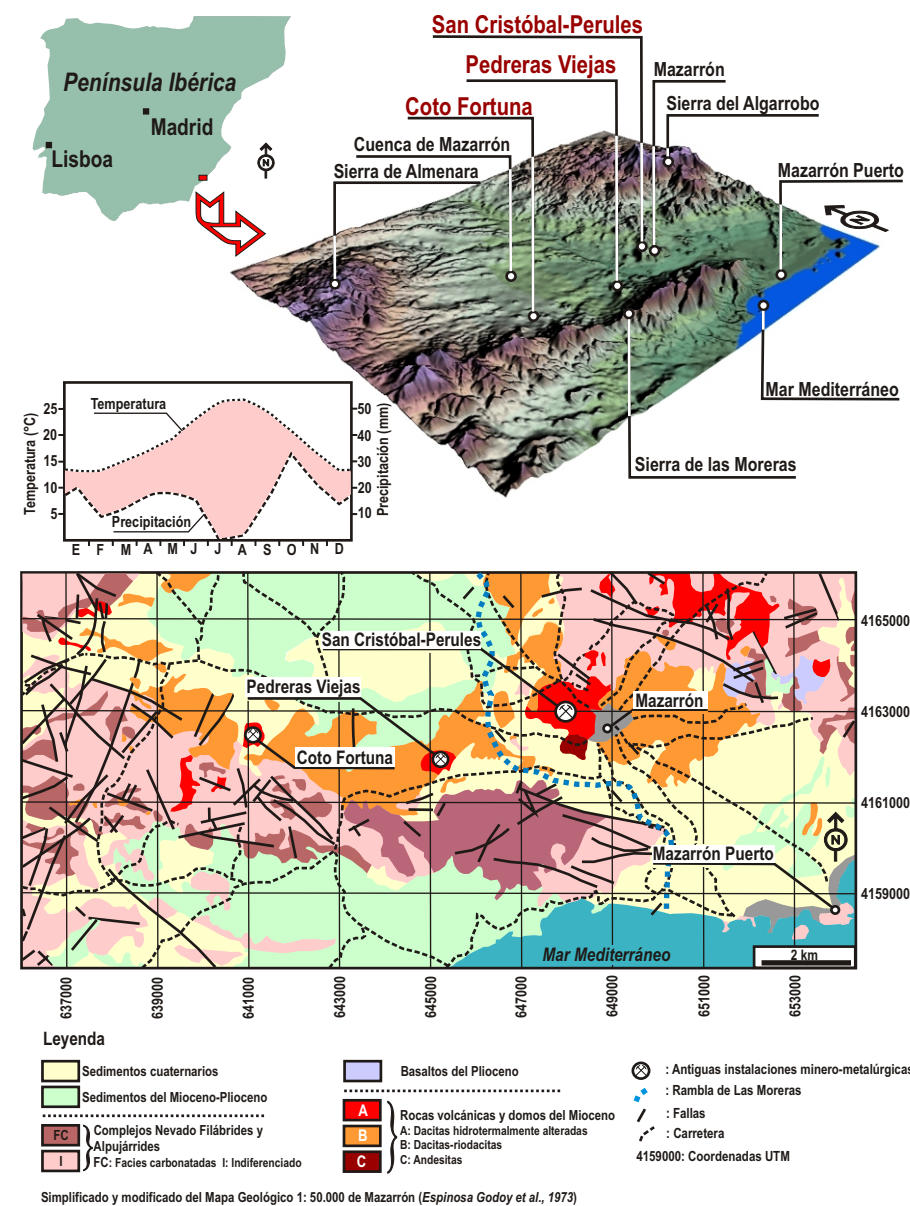 Península Ibérica
Madrid
Lisboa
N
San Cristóbal-Perules
Pedreras Viejas
Mazarrón
Coto Fortuna
Sierra del Algarrobo
Cuenca de Mazarrón
Sierra de Almenara
Mazarrón Puerto
N
Mar Mediterráneo
Sierra de las Moreras
Temperatura (°C)
25
20
15
10
5
Temperatura
Precipitación
50
40
30
20
10
Precipitación (mm)
E F M A M J J A S O N D
San Cristóbal-Perules
Pedreras Viejas
Mazarrón
Coto Fortuna
Mazarrón Puerto
N
Mar Mediterráneo
2 km
4165000
4163000
4161000
4159000
637000
639000
641000
643000
645000
647000
649000
651000
653000
Leyenda
Sedimentos cuaternarios
Sedimentos del Mioceno-Plioceno
FC
I
Complejos Nevado Filábrides y
Alpujárrides
FC: Facies carbonatadas I: Indiferenciado
Basaltos del Plioceno
A
B
C
Rocas volcánicas y domos del Mioceno
A: Dacitas hidrotermalmente alteradas
B: Dacitas-riodacitas
C: Andesitas
: Antiguas instalaciones minero-metalúrgicas
: Rambla de Las Moreras
: Fallas
: Carretera
4159000: Coordenadas UTM
Simplificado y modificado del Mapa Geológico 1: 50.000 de Mazarrón (Espinosa Godoy et al., 1973)